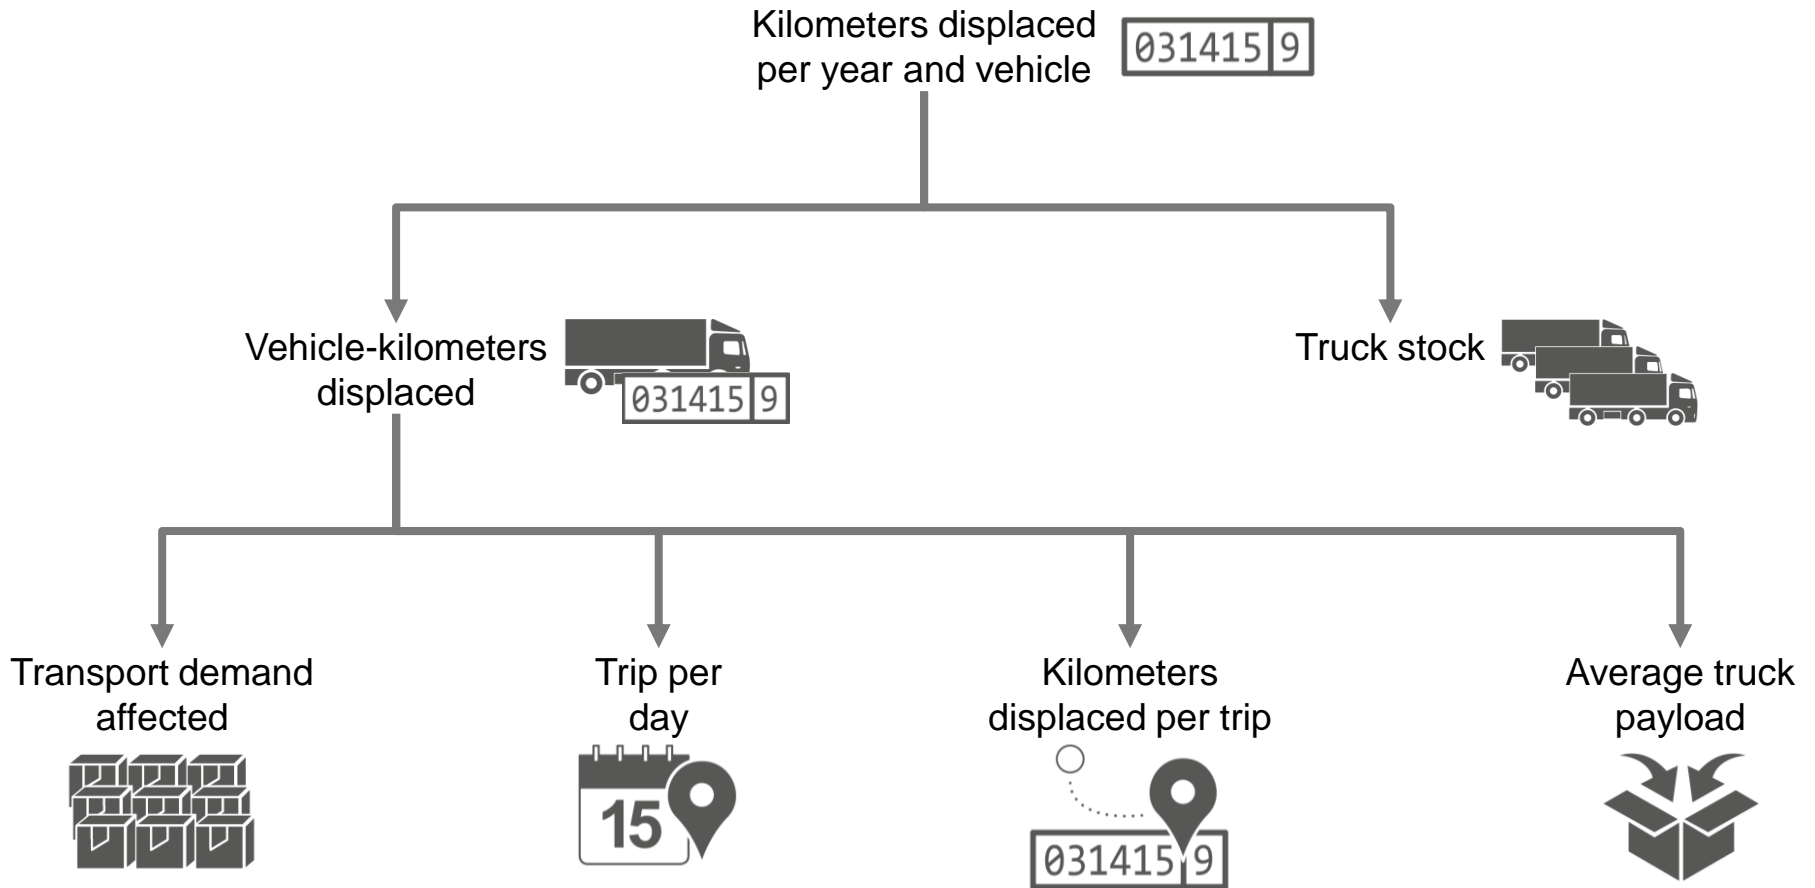 Kilometers displaced
per year and vehicle
031415 9
Vehicle-kilometers
displaced
031415 9
Truck stock
Transport demand
affected
Trip per
day
15
Kilometers
displaced per trip
031415 9
Average truck
payload